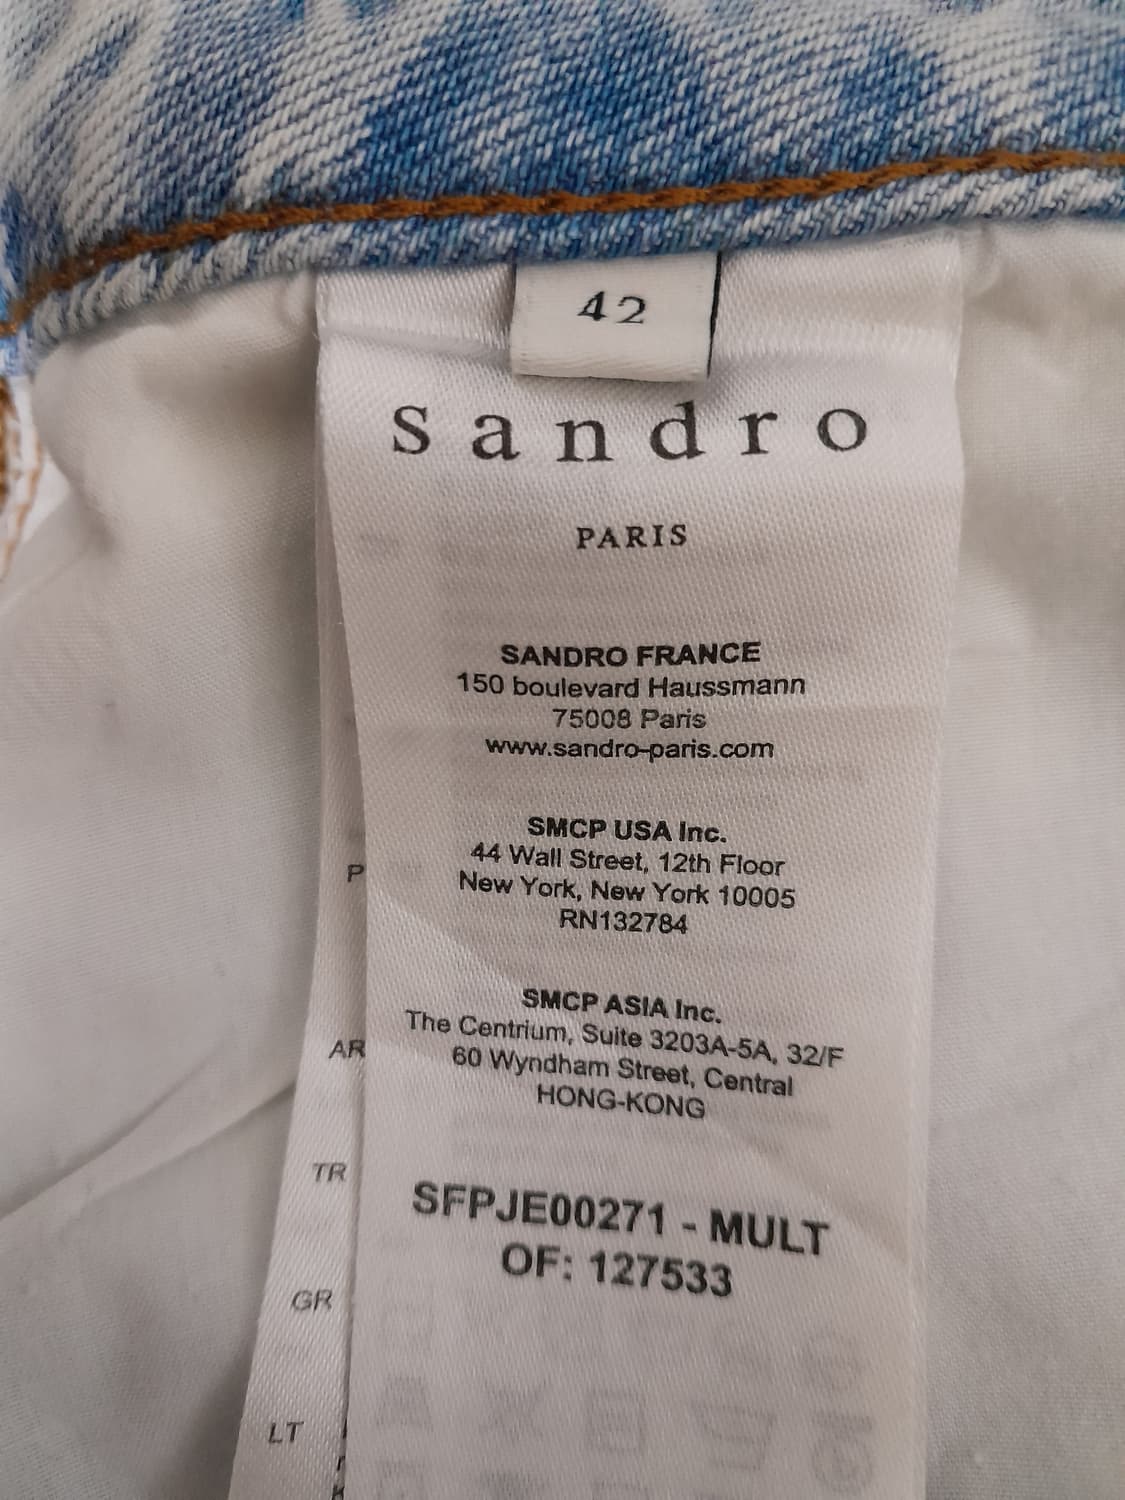 42
sandro
PARIS
SANDRO FRANCE
150 boulevard Haussmann
75008 Paris
www.sandro-paris.com
SMCP USA Inc.
44 Wall Street, 12th Floor
New York, New York 10005
RN132784
SMCP ASIA Inc.
The Centrium, Suite 3203A-5A, 32/F
60 Wyndham Street, Central
HONG-KONG
SFPJE00271 - MULT
OF: 127533
P
AR
TR
GR
LT